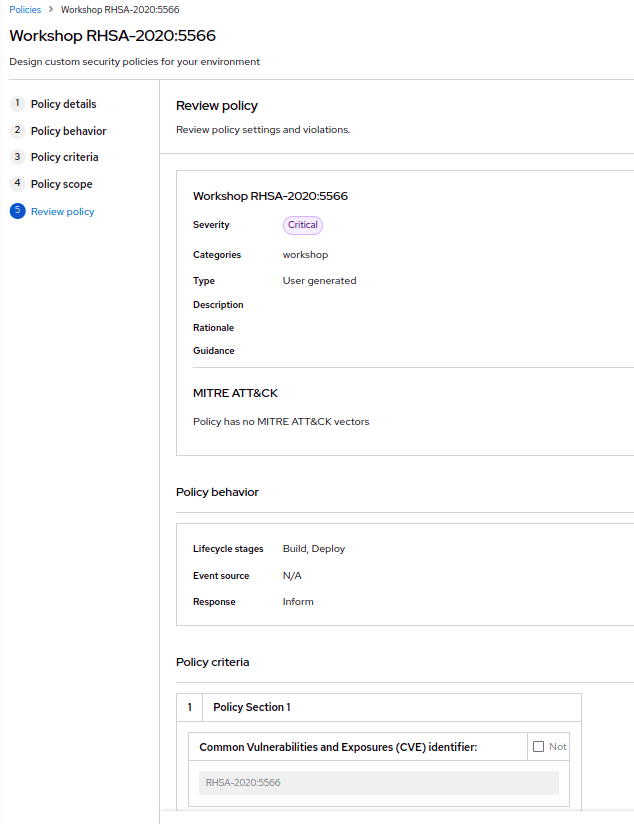 Policies > Workshop RHSA-2020:5566
Workshop RHSA-2020:5566
Design custom security policies for your environment
1 Policy details
2 Policy behavior
3 Policy criteria
4 Policy scope
5 Review policy
Review policy
Review policy settings and violations.
Workshop RHSA-2020:5566
Severity Critical
Categories workshop
Type User generated
Description
Rationale
Guidance
MITRE ATT&CK
Policy has no MITRE ATT&CK vectors
Policy behavior
Lifecycle stages Build, Deploy
Event source N/A
Response Inform
Policy criteria
1 Policy Section 1
Common Vulnerabilities and Exposures (CVE) identifier: Not
RHSA-2020:5566